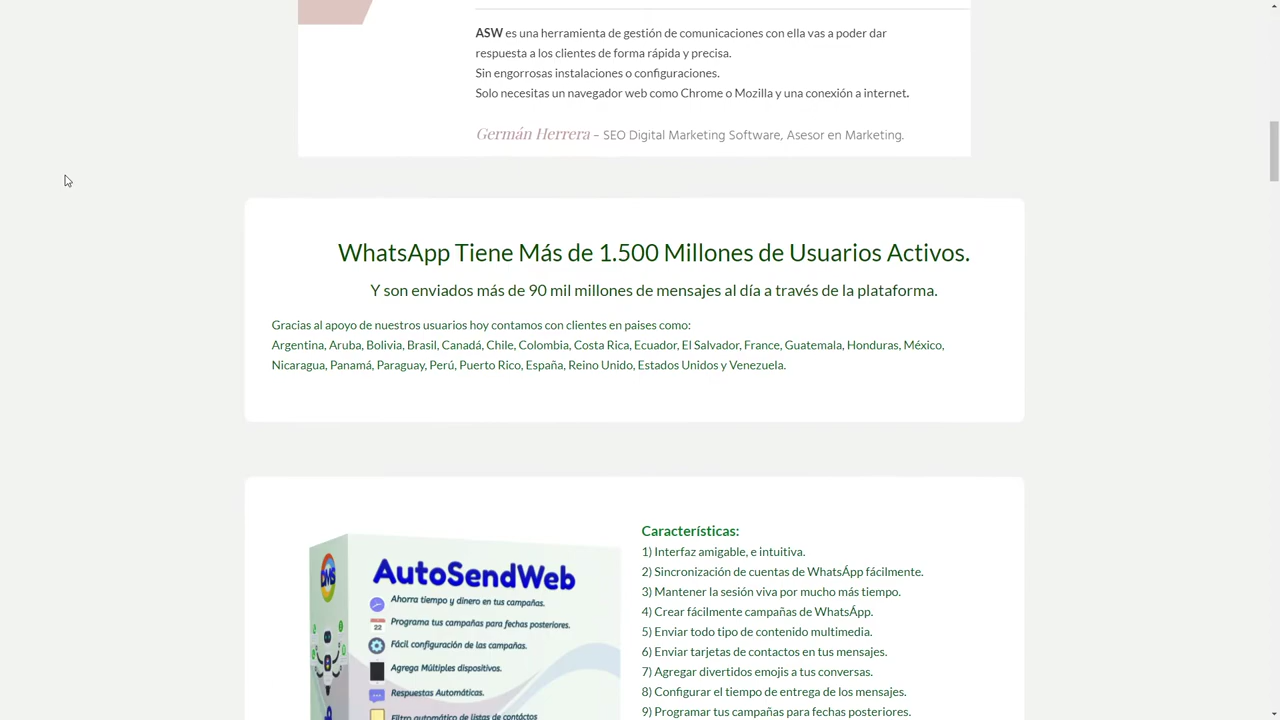 ASW es una herramienta de gestión de comunicaciones con ella vas a poder dar
respuesta a los clientes de forma rápida y precisa.
Sin engorrosas instalaciones o configuraciones.
Solo necesitas un navegador web como Chrome o Mozilla y una conexión a internet.
Germán Herrera – SEO Digital Marketing Software, Asesor en Marketing.
WhatsApp Tiene Más de 1.500 Millones de Usuarios Activos.
Y son enviados más de 90 mil millones de mensajes al día a través de la plataforma.
Gracias al apoyo de nuestros usuarios hoy contamos con clientes en paises como:
Argentina, Aruba, Bolivia, Brasil, Canadá, Chile, Colombia, Costa Rica, Ecuador, El Salvador, France, Guatemala, Honduras, México,
Nicaragua, Panamá, Paraguay, Perú, Puerto Rico, España, Reino Unido, Estados Unidos y Venezuela.
AutoSendWeb
Ahorra tiempo y dinero en tus campañas.
22
Programa tus campañas para fechas posteriores.
Fácil configuración de las campañas.
Agrega Múltiples dispositivos.
Respuestas Automáticas.
Filtro automático de listas de contáctos
DMS
Características:
1) Interfaz amigable, e intuitiva.
2) Sincronización de cuentas de WhatsÁpp fácilmente.
3) Mantener la sesión viva por mucho más tiempo.
4) Crear fácilmente campañas de WhatsÁpp.
5) Enviar todo tipo de contenido multimedia.
6) Enviar tarjetas de contactos en tus mensajes.
7) Agregar divertidos emojis a tus conversas.
8) Configurar el tiempo de entrega de los mensajes.
9) Programar tus campañas para fechas posteriores.